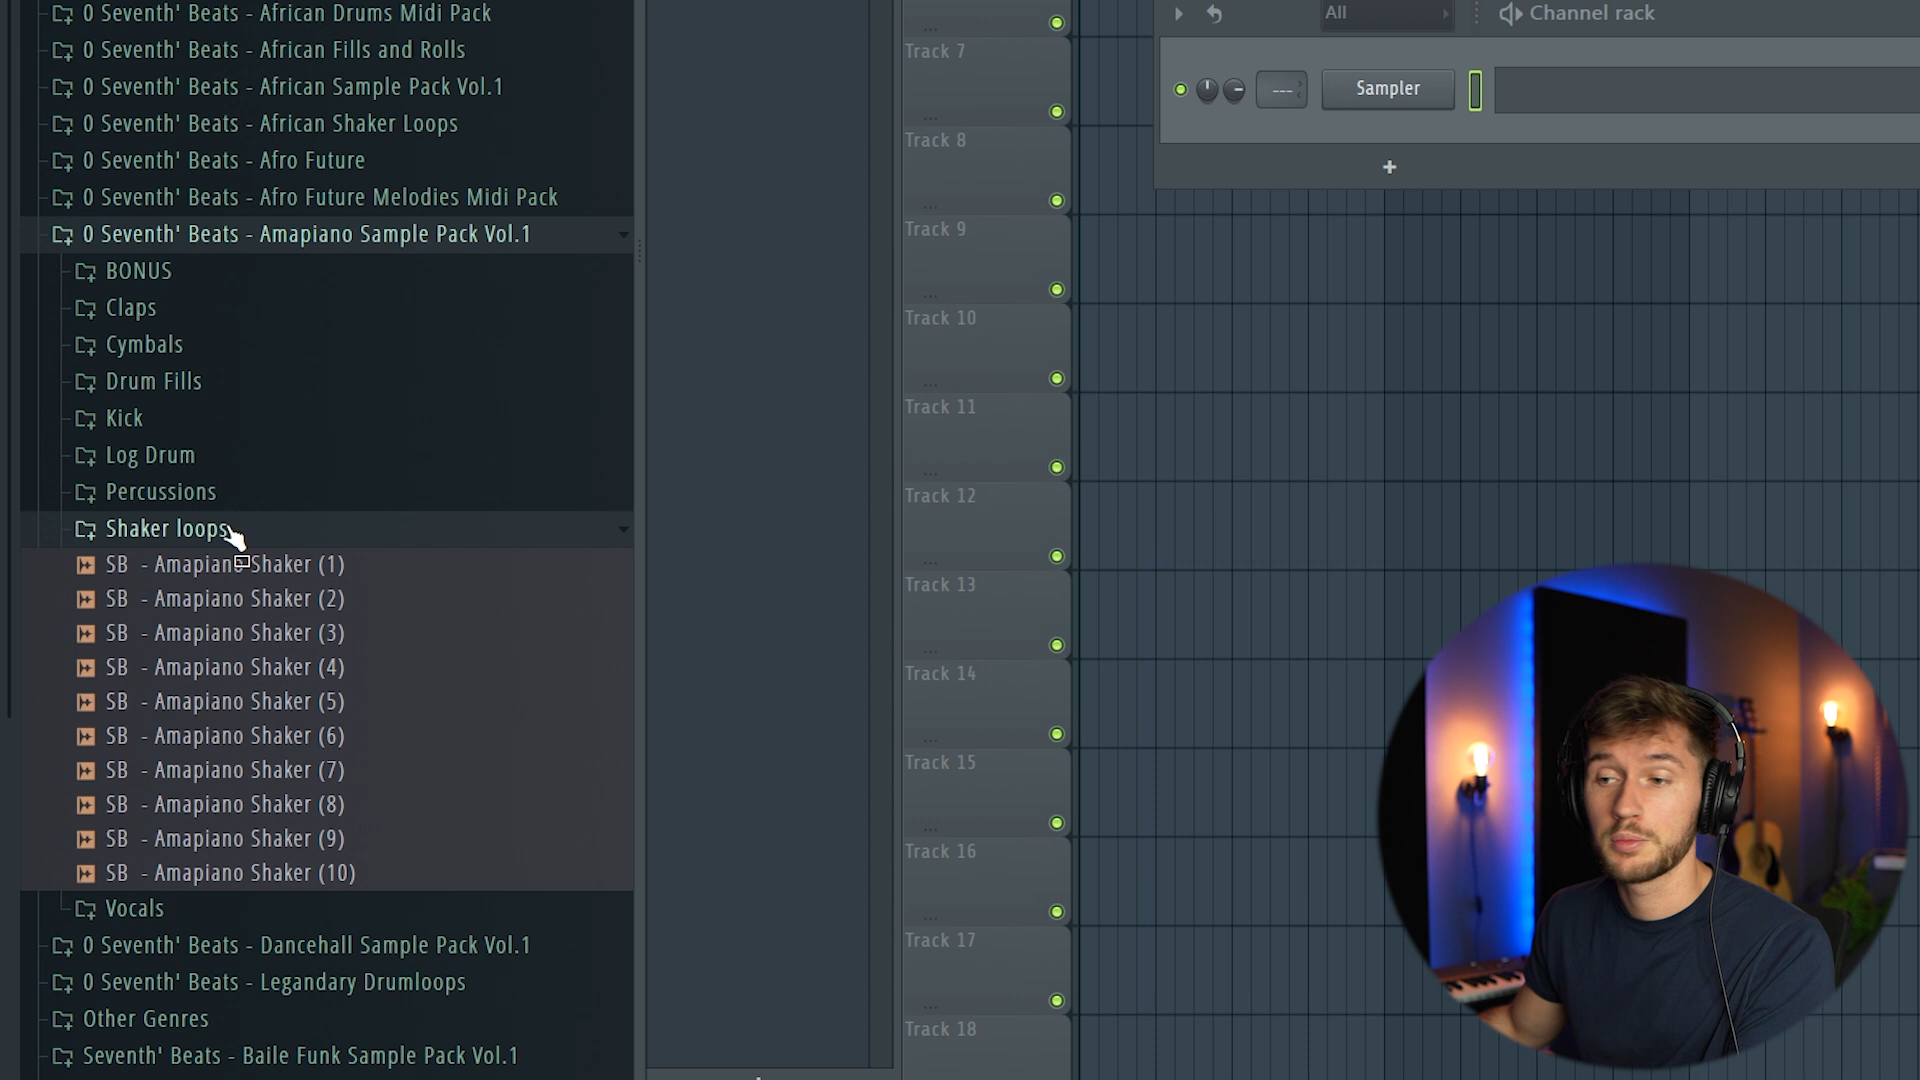 0 Seventh' Beats - African Drums Midi Pack
0 Seventh' Beats - African Fills and Rolls
0 Seventh' Beats - African Sample Pack Vol.1
0 Seventh' Beats - African Shaker Loops
0 Seventh' Beats - Afro Future
0 Seventh' Beats - Afro Future Melodies Midi Pack
0 Seventh' Beats - Amapiano Sample Pack Vol.1
BONUS
Claps
Cymbals
Drum Fills
Kick
Log Drum
Percussions
Shaker loops
SB - Amapiano Shaker (1)
SB - Amapiano Shaker (2)
SB - Amapiano Shaker (3)
SB - Amapiano Shaker (4)
SB - Amapiano Shaker (5)
SB - Amapiano Shaker (6)
SB - Amapiano Shaker (7)
SB - Amapiano Shaker (8)
SB - Amapiano Shaker (9)
SB - Amapiano Shaker (10)
Vocals
0 Seventh' Beats - Dancehall Sample Pack Vol.1
0 Seventh' Beats - Legandary Drumloops
Other Genres
Seventh' Beats - Baile Funk Sample Pack Vol.1
...
Track 7
...
Track 8
...
Track 9
...
Track 10
...
Track 11
...
Track 12
...
Track 13
...
Track 14
...
Track 15
...
Track 16
...
Track 17
...
Track 18
All
Channel rack
---
Sampler
+